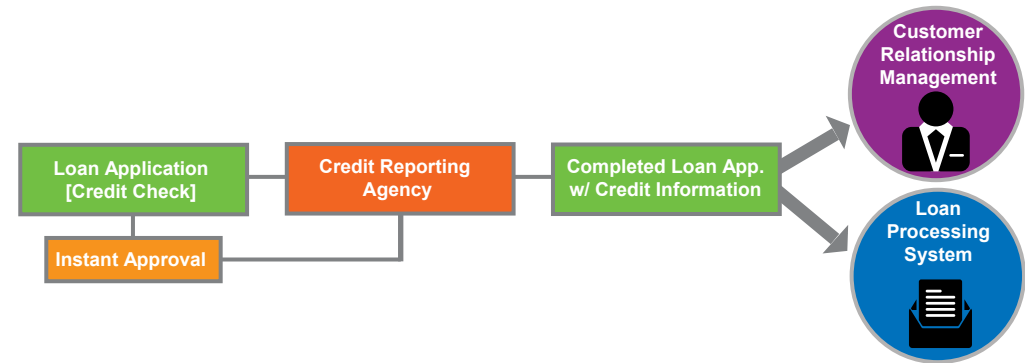 Customer
Relationship
Management
Loan Application
[Credit Check]
Credit Reporting
Agency
Completed Loan App.
w/ Credit Information
Instant Approval
Loan
Processing
System